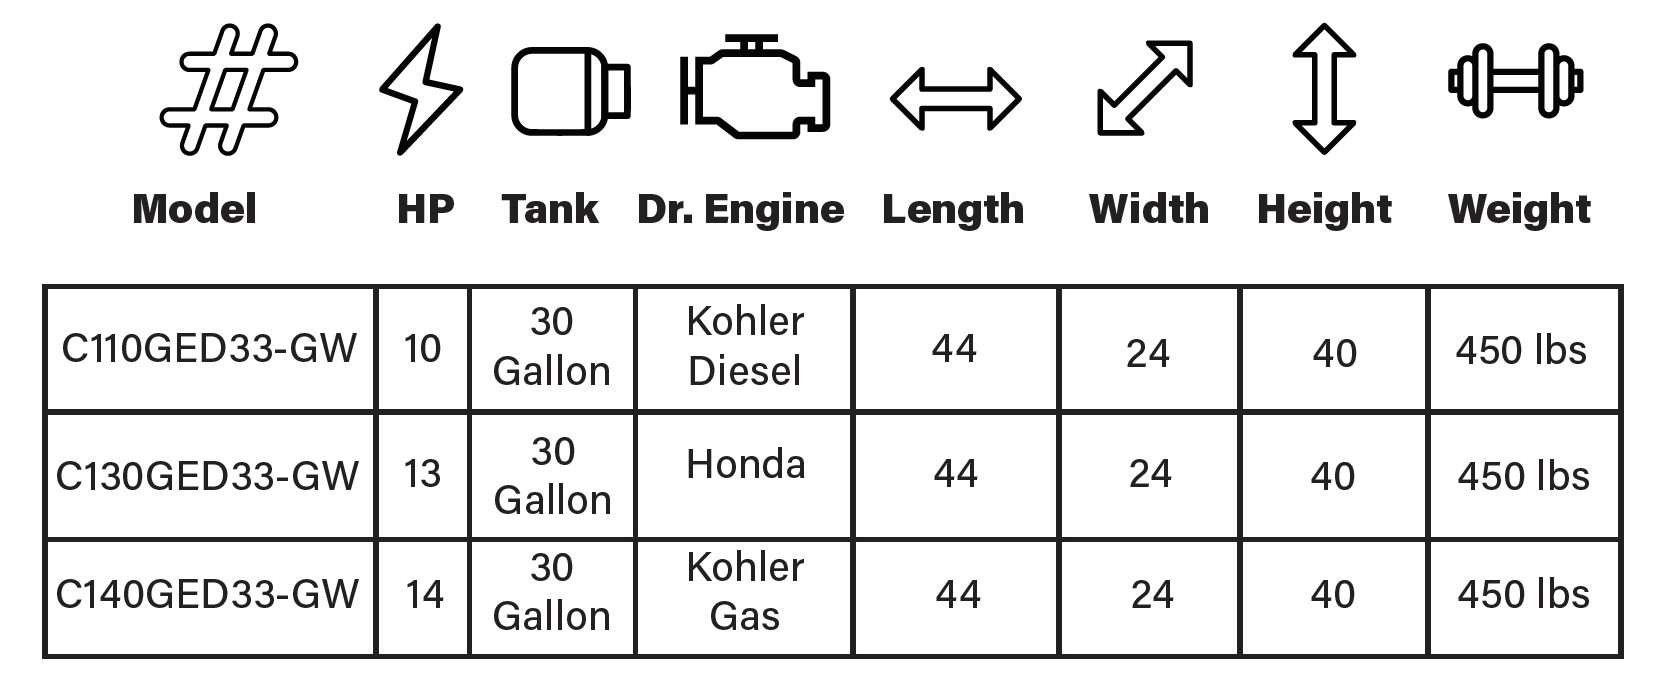 Model HP Tank Dr. Engine Length Width Height Weight
C110GED33-GW 10 30 Gallon Kohler Diesel 44 24 40 450 lbs
C130GED33-GW 13 30 Gallon Honda 44 24 40 450 lbs
C140GED33-GW 14 30 Gallon Kohler Gas 44 24 40 450 lbs